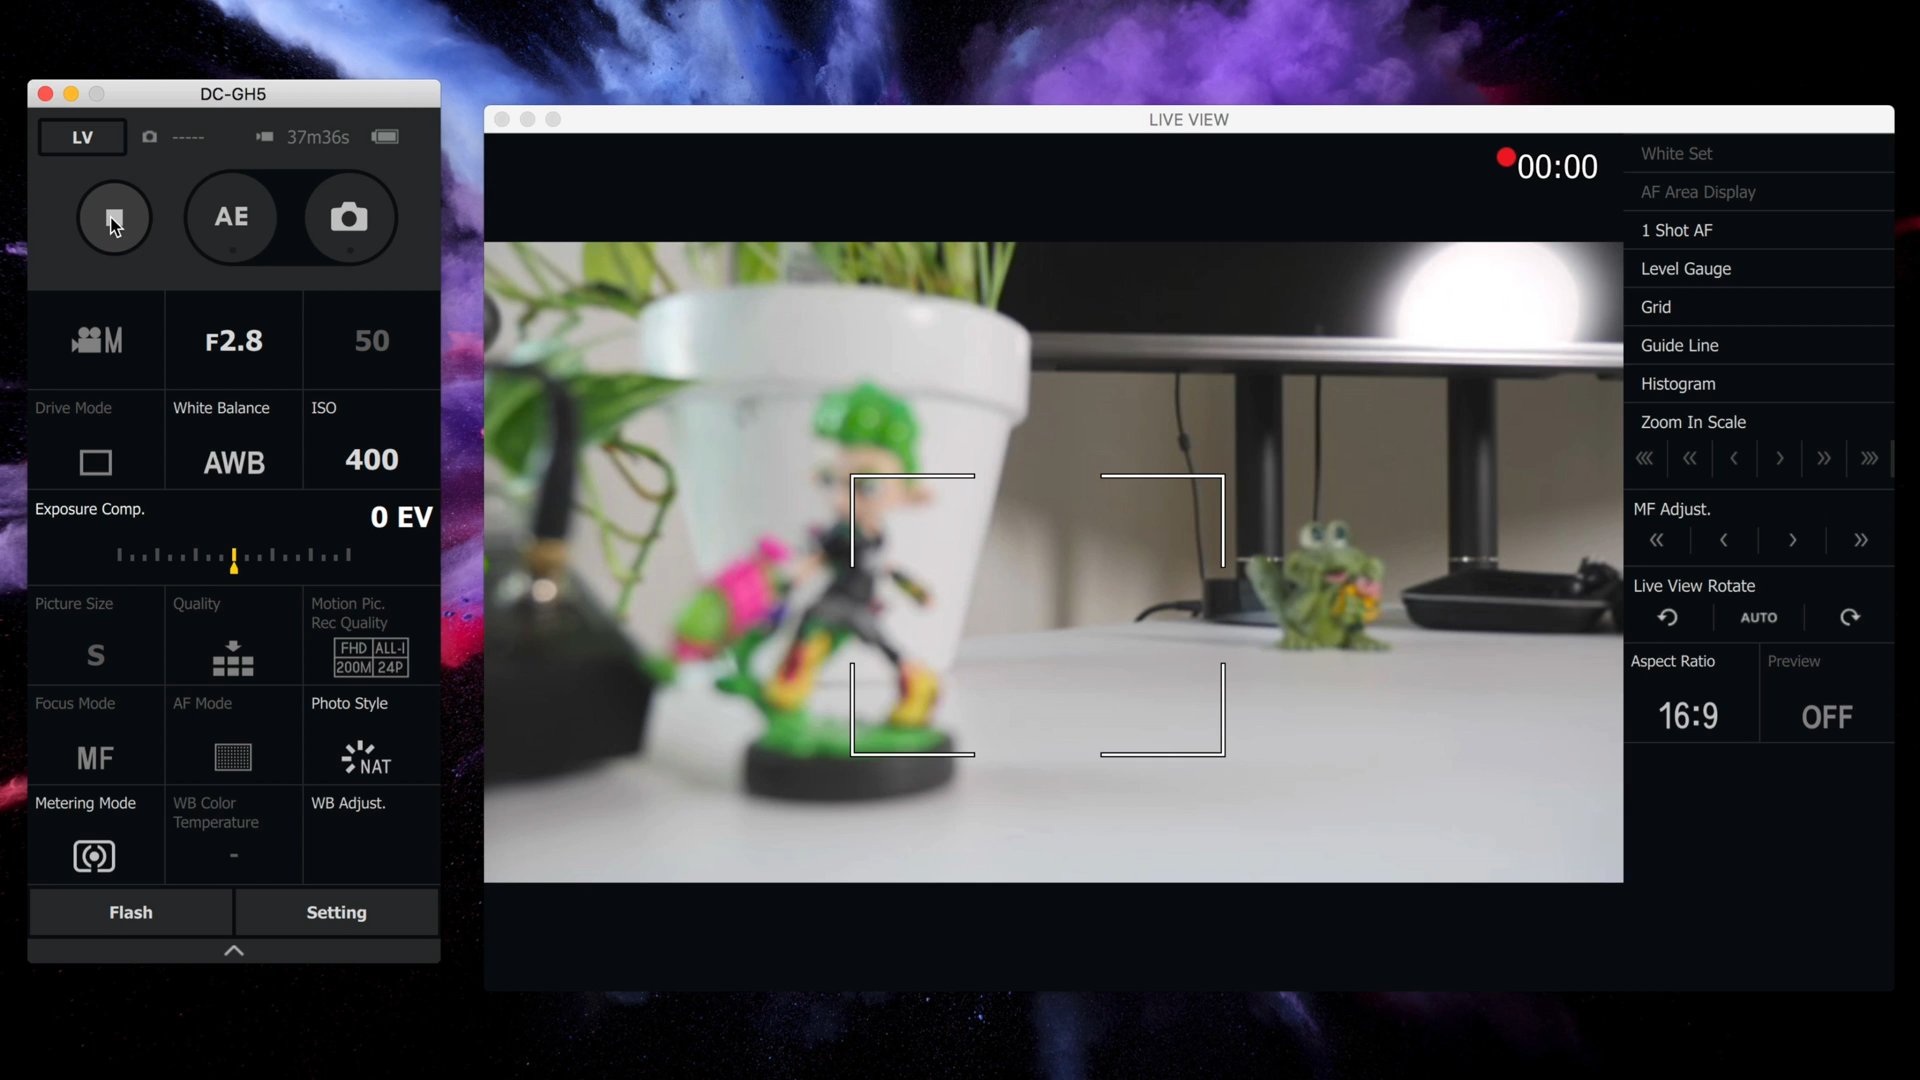 DC-GH5
LV
-----
37m36s
AE
M
F2.8
50
Drive Mode
White Balance
AWB
ISO
400
Exposure Comp.
0 EV
Picture Size
S
Quality
Motion Pic.
Rec Quality
FHD ALL-I
200M 24P
Focus Mode
MF
AF Mode
Photo Style
NAT
Metering Mode
WB Color
Temperature
-
WB Adjust.
Flash
Setting
LIVE VIEW
00:00
White Set
AF Area Display
1 Shot AF
Level Gauge
Grid
Guide Line
Histogram
Zoom In Scale
MF Adjust.
Live View Rotate
AUTO
Aspect Ratio
16:9
Preview
OFF